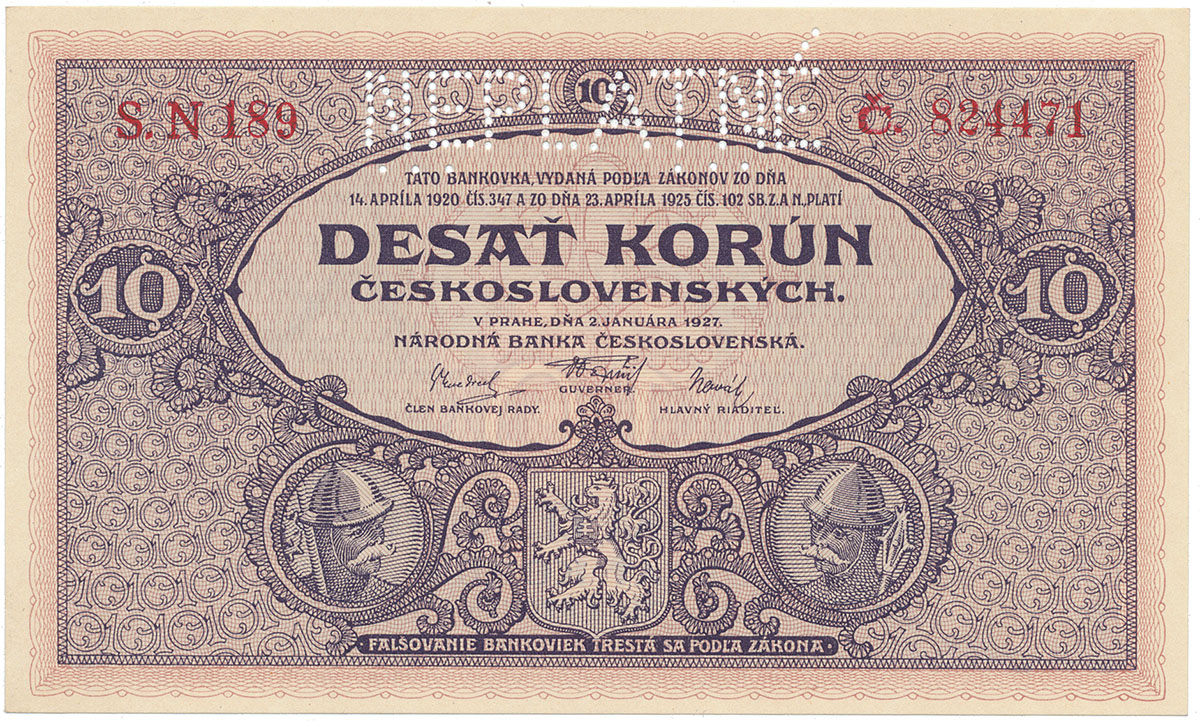 NEPLATNÉ
10
S. N 189
Č. 824471
TATO BANKOVKA, VYDANÁ PODĽA ZÁKONOV ZO DŇA
14. APRÍLA 1920 ČÍS. 347 A ZO DŇA 23. APRÍLA 1925 ČÍS. 102 SB. Z. A N., PLATÍ
DESAŤ KORÚN
ČESKOSLOVENSKÝCH.
10
10
V PRAHE, DŇA 2. JANUÁRA 1927.
NÁRODNÁ BANKA ČESKOSLOVENSKÁ.
GUVERNER
ČLEN BAŇKOVEJ RADY.
HLAVNÝ RIADITEĽ.
FALŠOVANIE BANKOVIEK TRESTÁ SA PODĽA ZÁKONA